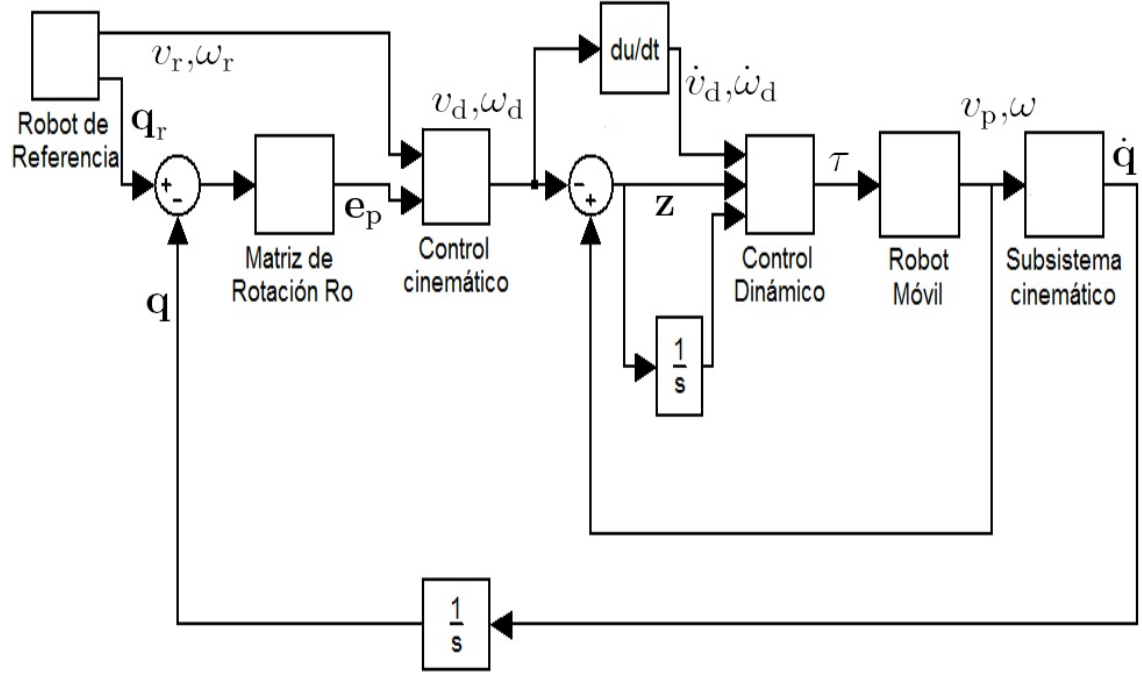 Robot de
Referencia
v_r,ω_r
q_r
+
-
Matriz de
Rotación Ro
e_p
v_d,ω_d
Control
cinemático
du/dt
v̇_d,ω̇_d
-
+
z
1
s
Control
Dinámico
τ
Robot
Móvil
v_p,ω
Subsistema
cinemático
q̇
q
1
s